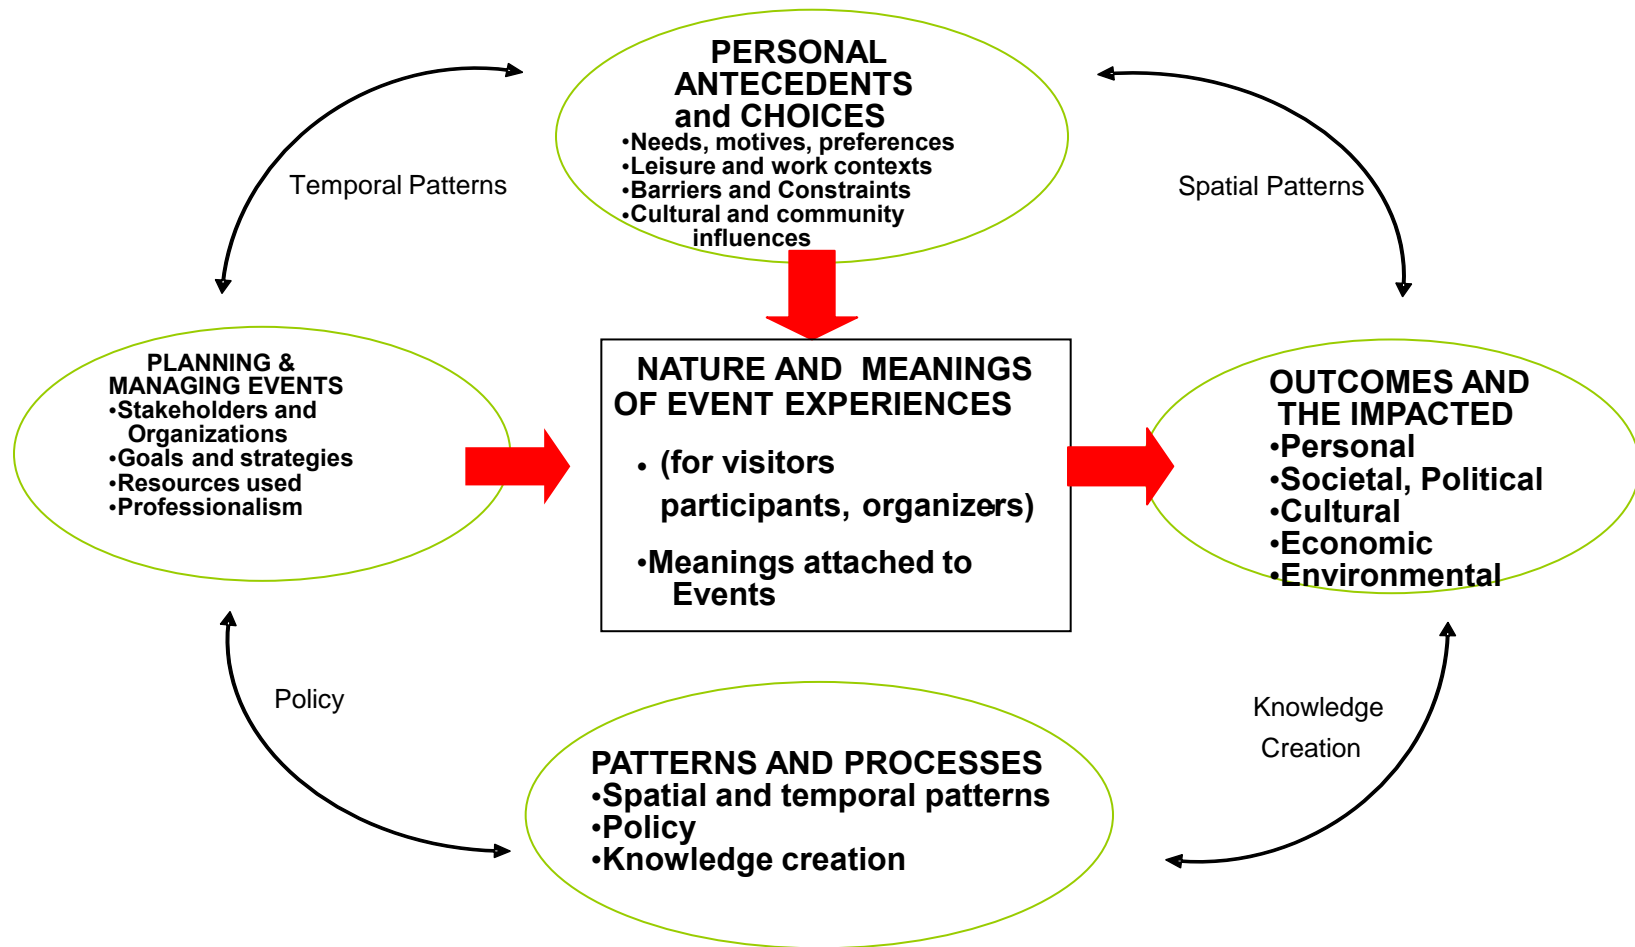 PERSONAL
ANTECEDENTS
and CHOICES
•Needs, motives, preferences
•Leisure and work contexts
•Barriers and Constraints
•Cultural and community
influences
Temporal Patterns
Spatial Patterns
PLANNING &
MANAGING EVENTS
•Stakeholders and
Organizations
•Goals and strategies
•Resources used
•Professionalism
NATURE AND MEANINGS
OF EVENT EXPERIENCES
• (for visitors
participants, organizers)
•Meanings attached to
Events
OUTCOMES AND
THE IMPACTED
•Personal
•Societal, Political
•Cultural
•Economic
•Environmental
Policy
Knowledge
Creation
PATTERNS AND PROCESSES
•Spatial and temporal patterns
•Policy
•Knowledge creation